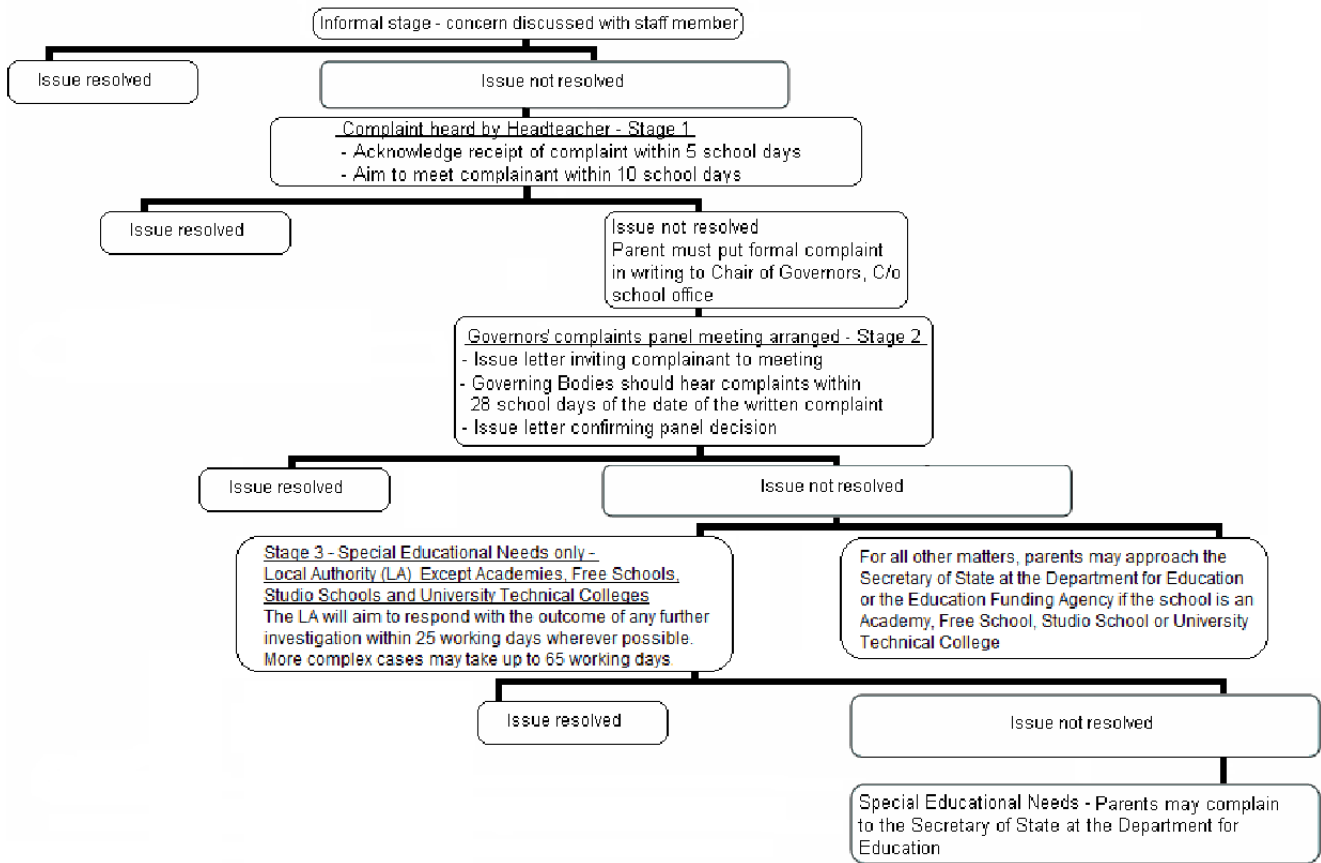 Informal stage - concern discussed with staff member
Issue resolved
Issue not resolved
Complaint heard by Headteacher - Stage 1
- Acknowledge receipt of complaint within 5 school days
- Aim to meet complainant within 10 school days
Issue resolved
Issue not resolved
Parent must put formal complaint
in writing to Chair of Governors, C/o
school office
Governors' complaints panel meeting arranged - Stage 2
- Issue letter inviting complainant to meeting
- Governing Bodies should hear complaints within
28 school days of the date of the written complaint
- Issue letter confirming panel decision
Issue resolved
Issue not resolved
Stage 3 - Special Educational Needs only -
Local Authority (LA) Except Academies, Free Schools,
Studio Schools and University Technical Colleges
The LA will aim to respond with the outcome of any further
investigation within 25 working days wherever possible.
More complex cases may take up to 65 working days.
For all other matters, parents may approach the
Secretary of State at the Department for Education
or the Education Funding Agency if the school is an
Academy, Free School, Studio School or University
Technical College
Issue resolved
Issue not resolved
Special Educational Needs - Parents may complain
to the Secretary of State at the Department for
Education